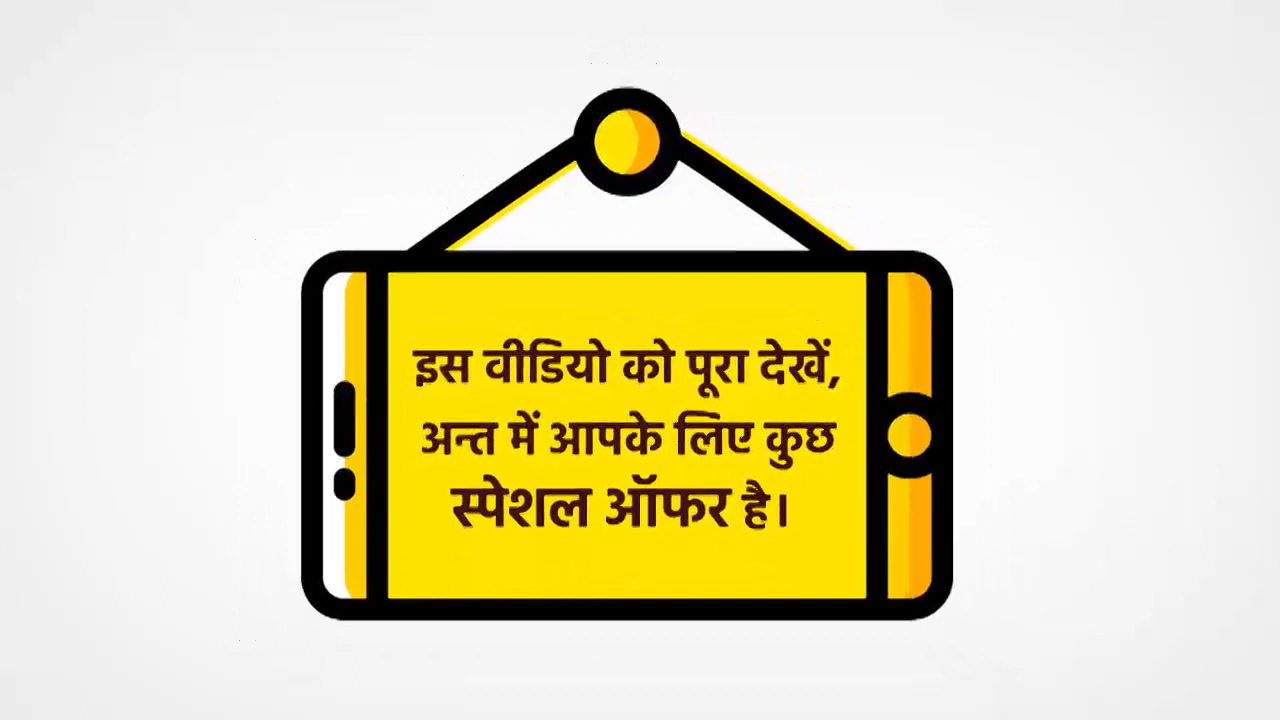 इस वीडियो को पूरा देखें,
अन्त में आपके लिए कुछ
स्पेशल ऑफर है।